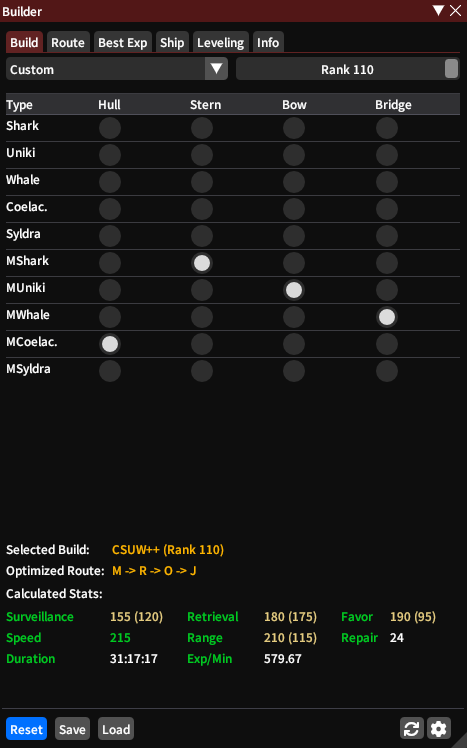 Builder
Build Route Best Exp Ship Leveling Info
Custom Rank 110
Type Hull Stern Bow Bridge
Shark
Uniki
Whale
Coelac.
Syldra
MShark
MUniki
MWhale
MCoelac.
MSyldra
Selected Build: CSUW++ (Rank 110)
Optimized Route: M -> R -> O -> J
Calculated Stats:
Surveillance 155 (120) Retrieval 180 (175) Favor 190 (95)
Speed 215 Range 210 (115) Repair 24
Duration 31:17:17 Exp/Min 579.67
Reset Save Load